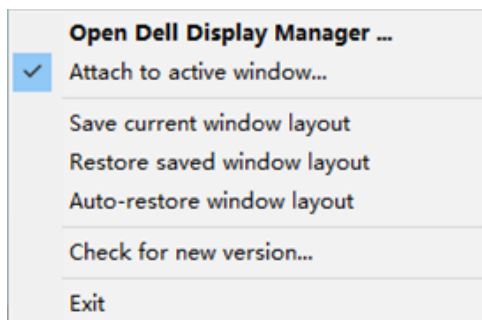 Open Dell Display Manager ...
Attach to active window...
Save current window layout
Restore saved window layout
Auto-restore window layout
Check for new version...
Exit